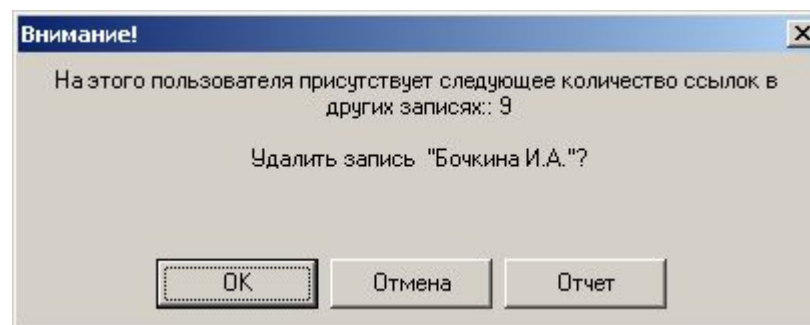 Внимание!
На этого пользователя присутствует следующее количество ссылок в
других записях:: 9
Удалить запись "Бочкина И.А."?
OK
Отмена
Отчет